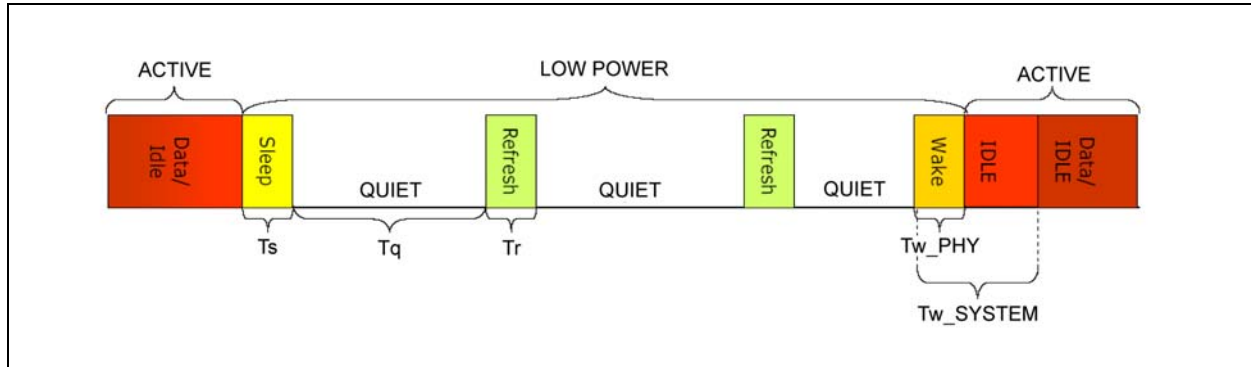 ACTIVE
LOW POWER
ACTIVE
Data/
Idle
Sleep
QUIET
Refresh
QUIET
Refresh
QUIET
Wake
IDLE
Data/
IDLE
Ts
Tq
Tr
Tw_PHY
Tw_SYSTEM